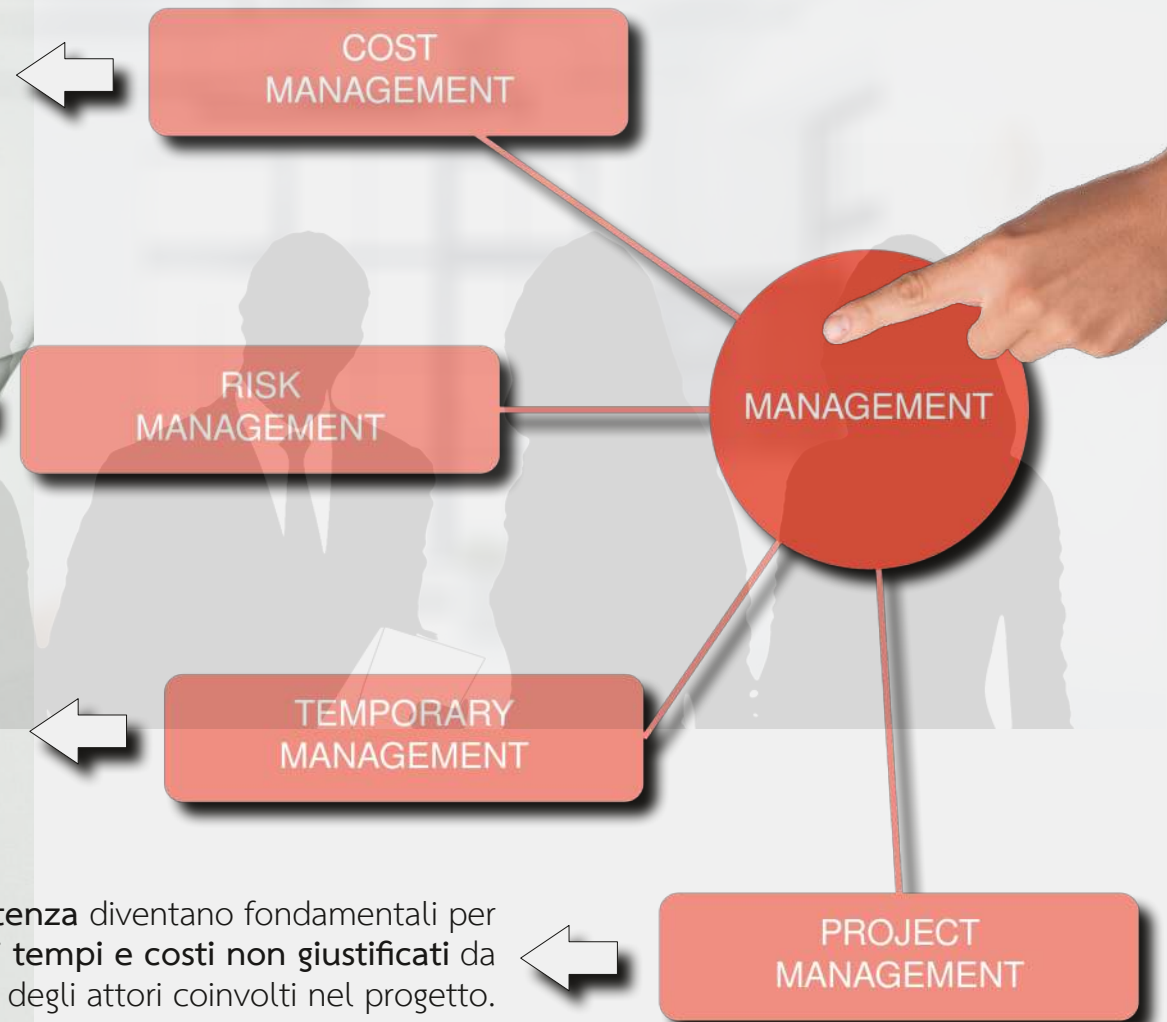 COST
MANAGEMENT
RISK
MANAGEMENT
MANAGEMENT
TEMPORARY
MANAGEMENT
diventano fondamentali per
tempi e costi non giustificati da
degli attori coinvolti nel progetto.
PROJECT
MANAGEMENT